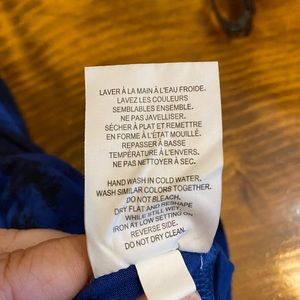 LAVER À LA MAIN À L'EAU FROIDE.
LAVEZ LES COULEURS
SEMBLABLES ENSEMBLE.
NE PAS JAVELLISER.
SÉCHER À PLAT ET REMETTRE
EN FORME À L'ÉTAT MOUILLÉ.
REPASSER À BASSE
TEMPÉRATURE À L'ENVERS.
NE PAS NETTOYER À SEC.
HAND WASH IN COLD WATER.
WASH SIMILAR COLORS TOGETHER.
DO NOT BLEACH.
DRY FLAT AND RESHAPE
WHILE STILL WET.
IRON AT LOW SETTING ON
REVERSE SIDE.
DO NOT DRY CLEAN.